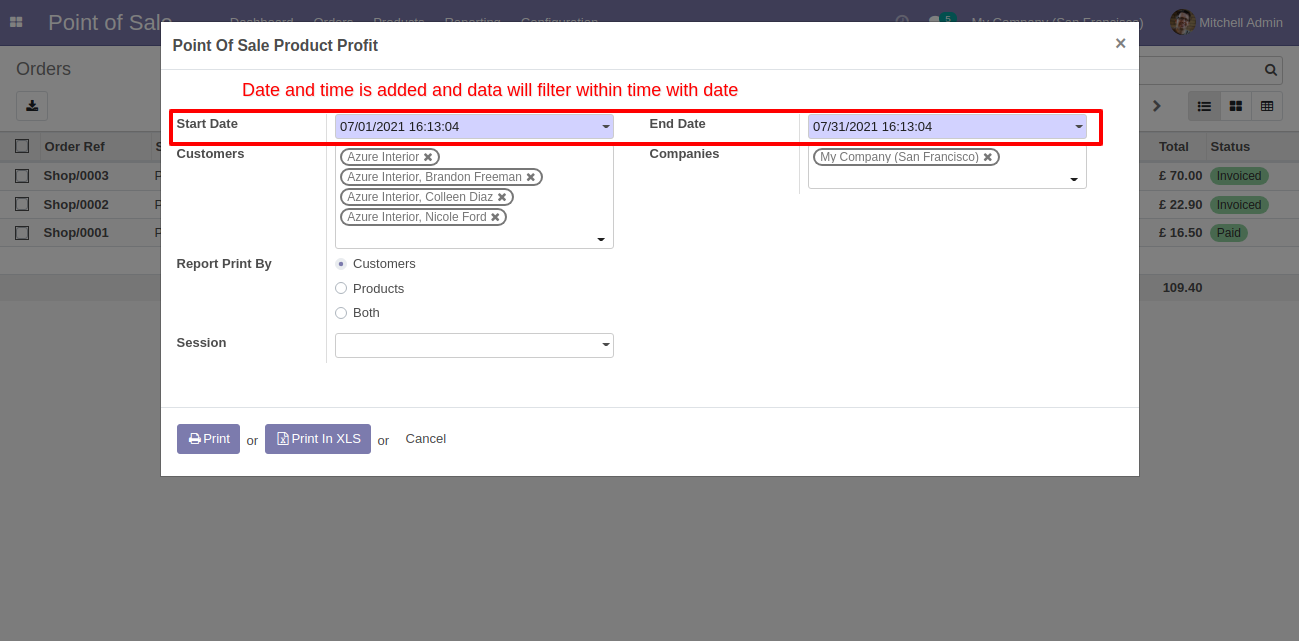 Point of Sale Dashboard Orders Products Reporting Configuration 5 My Company (San Francisco) Mitchell Admin
Point Of Sale Product Profit ×
Orders
Date and time is added and data will filter within time with date
Start Date 07/01/2021 16:13:04 End Date 07/31/2021 16:13:04
Customers Azure Interior Companies My Company (San Francisco)
Azure Interior, Brandon Freeman
Azure Interior, Colleen Diaz
Azure Interior, Nicole Ford
Order Ref S Total Status
Shop/0003 P £ 70.00 Invoiced
Shop/0002 P £ 22.90 Invoiced
Shop/0001 P £ 16.50 Paid
109.40
Report Print By Customers
Products
Both
Session
Print or Print In XLS or Cancel